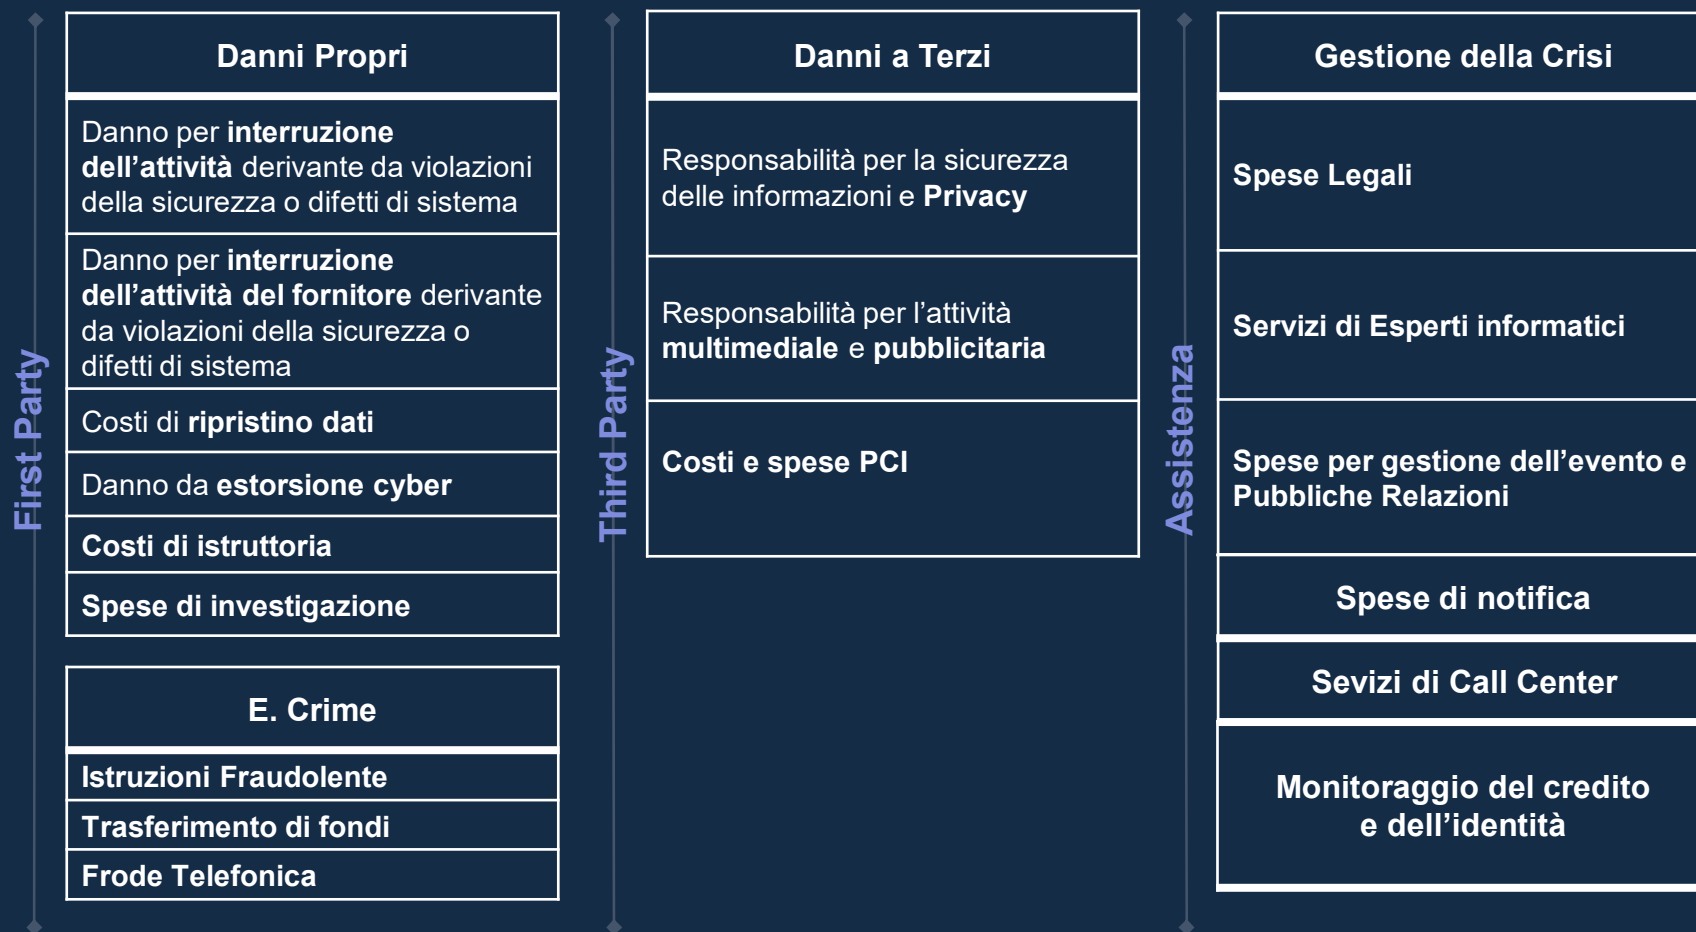 First Party
Danni Propri
Danno per interruzione
dell’attività derivante da violazioni
della sicurezza o difetti di sistema
Danno per interruzione
dell’attività del fornitore derivante
da violazioni della sicurezza o
difetti di sistema
Costi di ripristino dati
Danno da estorsione cyber
Costi di istruttoria
Spese di investigazione
E. Crime
Istruzioni Fraudolente
Trasferimento di fondi
Frode Telefonica
Third Party
Danni a Terzi
Responsabilità per la sicurezza
delle informazioni e Privacy
Responsabilità per l’attività
multimediale e pubblicitaria
Costi e spese PCI
Assistenza
Gestione della Crisi
Spese Legali
Servizi di Esperti informatici
Spese per gestione dell’evento e
Pubbliche Relazioni
Spese di notifica
Sevizi di Call Center
Monitoraggio del credito
e dell’identità